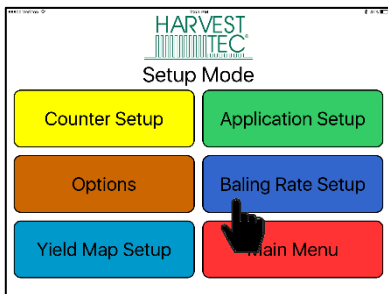 HARVEST
TEC
Setup Mode
Counter Setup
Application Setup
Options
Baling Rate Setup
Yield Map Setup
Main Menu